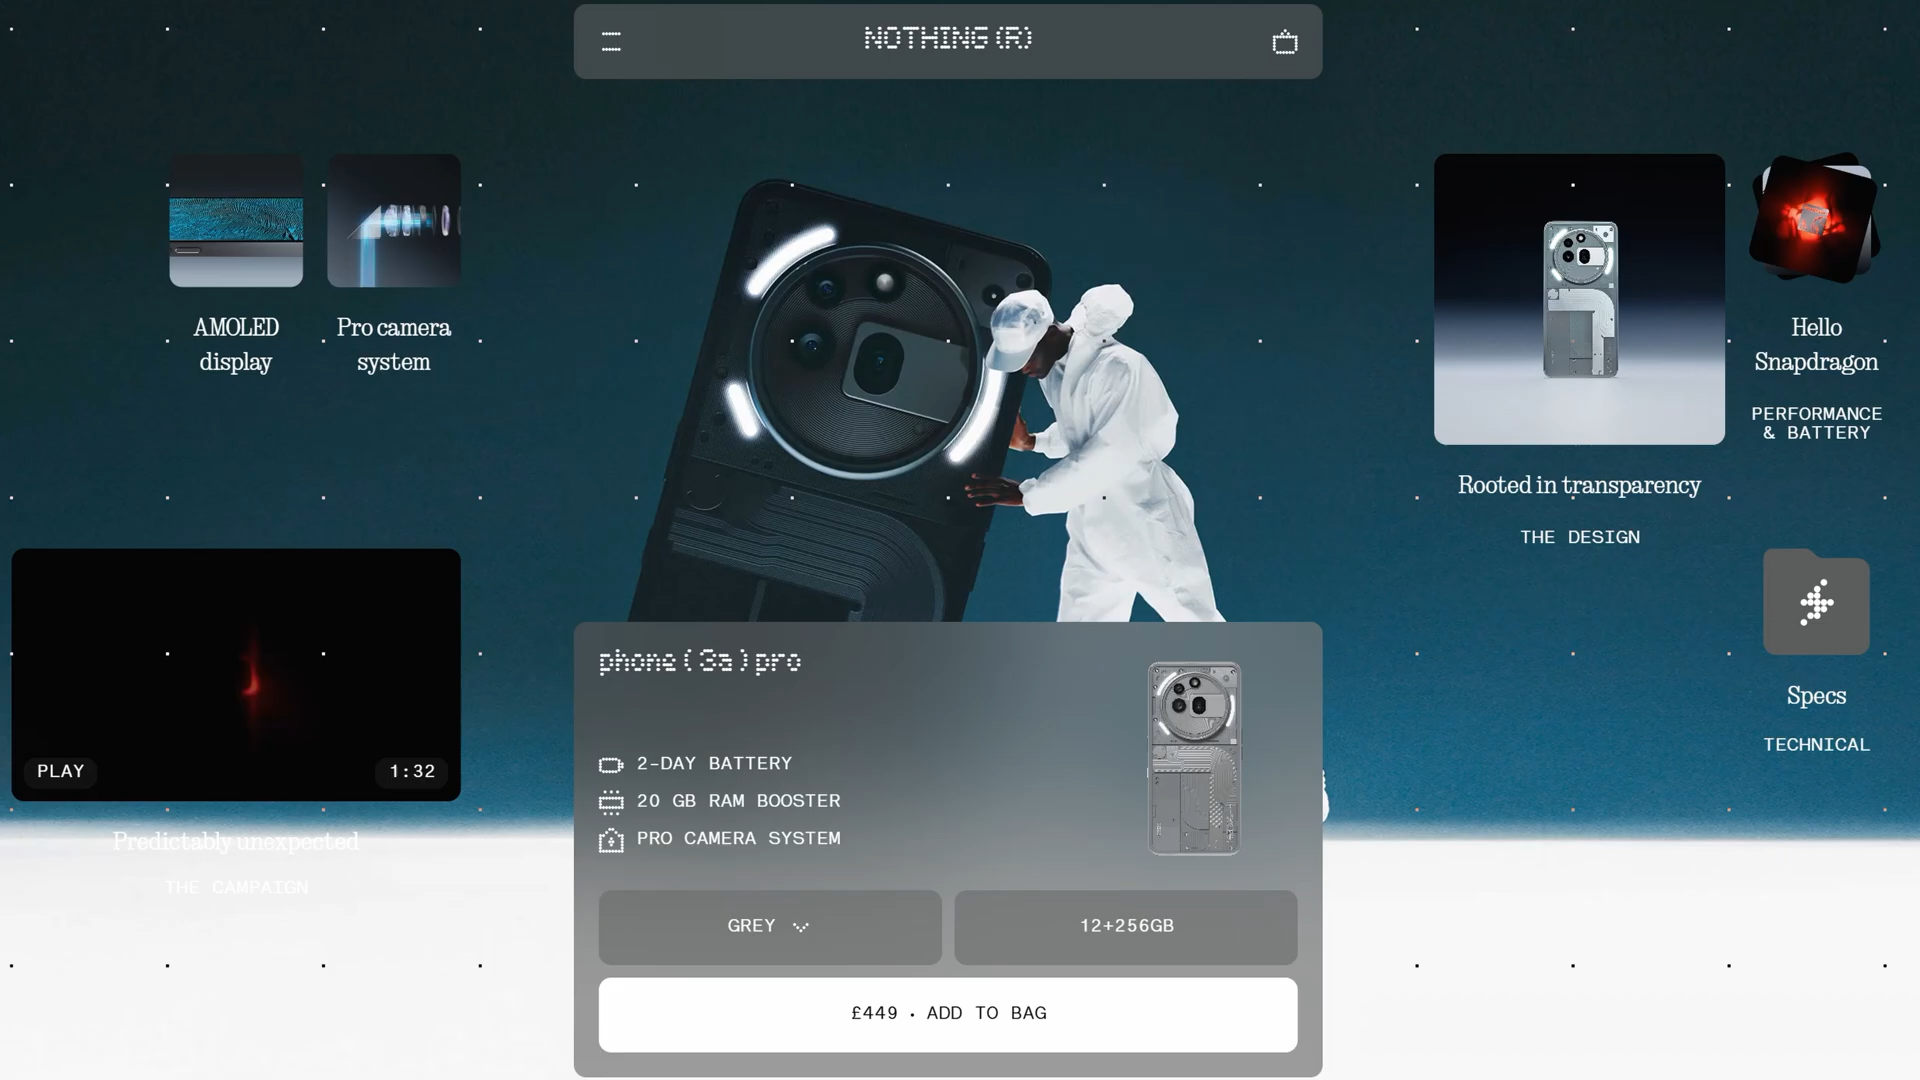 NOTHING (R)
AMOLED
display
Pro camera
system
Rooted in transparency
THE DESIGN
Hello
Snapdragon
PERFORMANCE
& BATTERY
Specs
TECHNICAL
PLAY
1:32
Predictably unexpected
THE CAMPAIGN
phone (3a) pro
2-DAY BATTERY
20 GB RAM BOOSTER
PRO CAMERA SYSTEM
GREY
12+256GB
£449 • ADD TO BAG